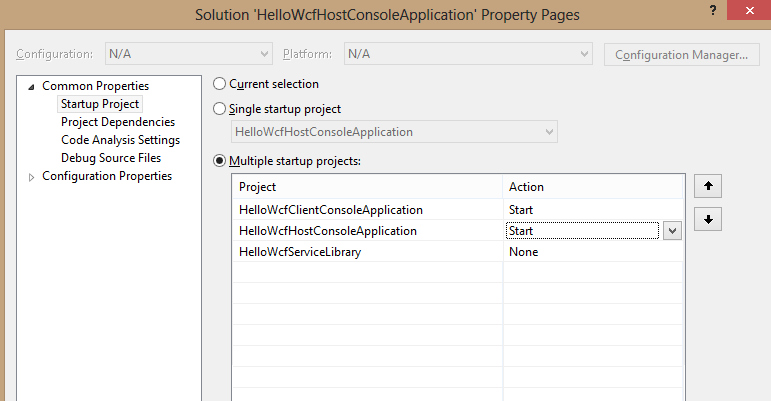 Solution 'HelloWcfHostConsoleApplication' Property Pages
? x
Configuration: N/A Platform: N/A Configuration Manager...
Common Properties
Startup Project
Project Dependencies
Code Analysis Settings
Debug Source Files
Configuration Properties
Current selection
Single startup project
HelloWcfHostConsoleApplication
Multiple startup projects:
Project Action
HelloWcfClientConsoleApplication Start
HelloWcfHostConsoleApplication Start
HelloWcfServiceLibrary None